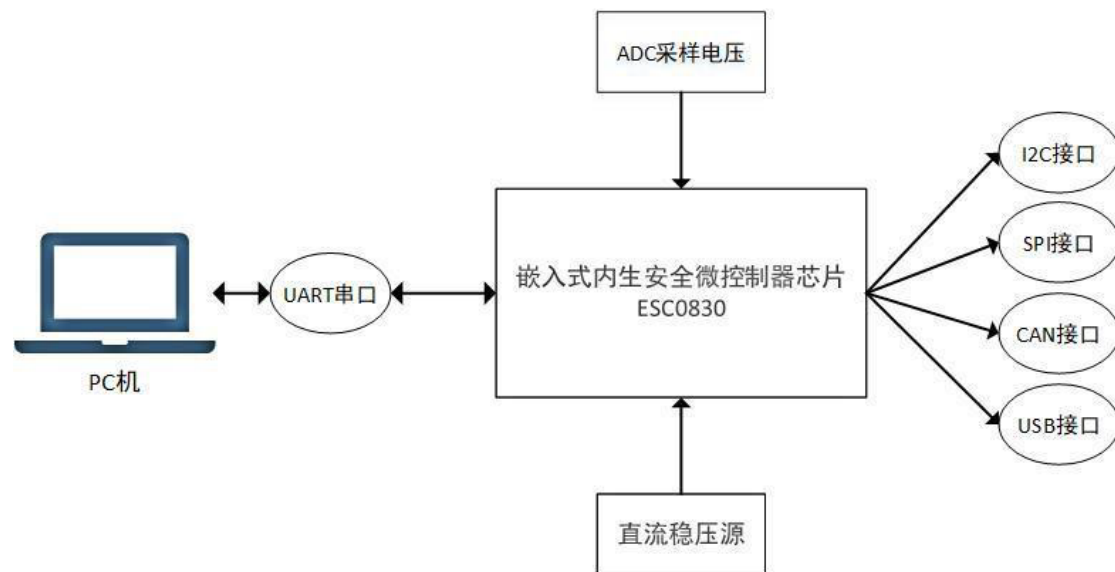 ADC采样电压
I2C接口
SPI接口
嵌入式内生安全微控制器芯片
ESC0830
UART串口
CAN接口
PC机
USB接口
直流稳压源